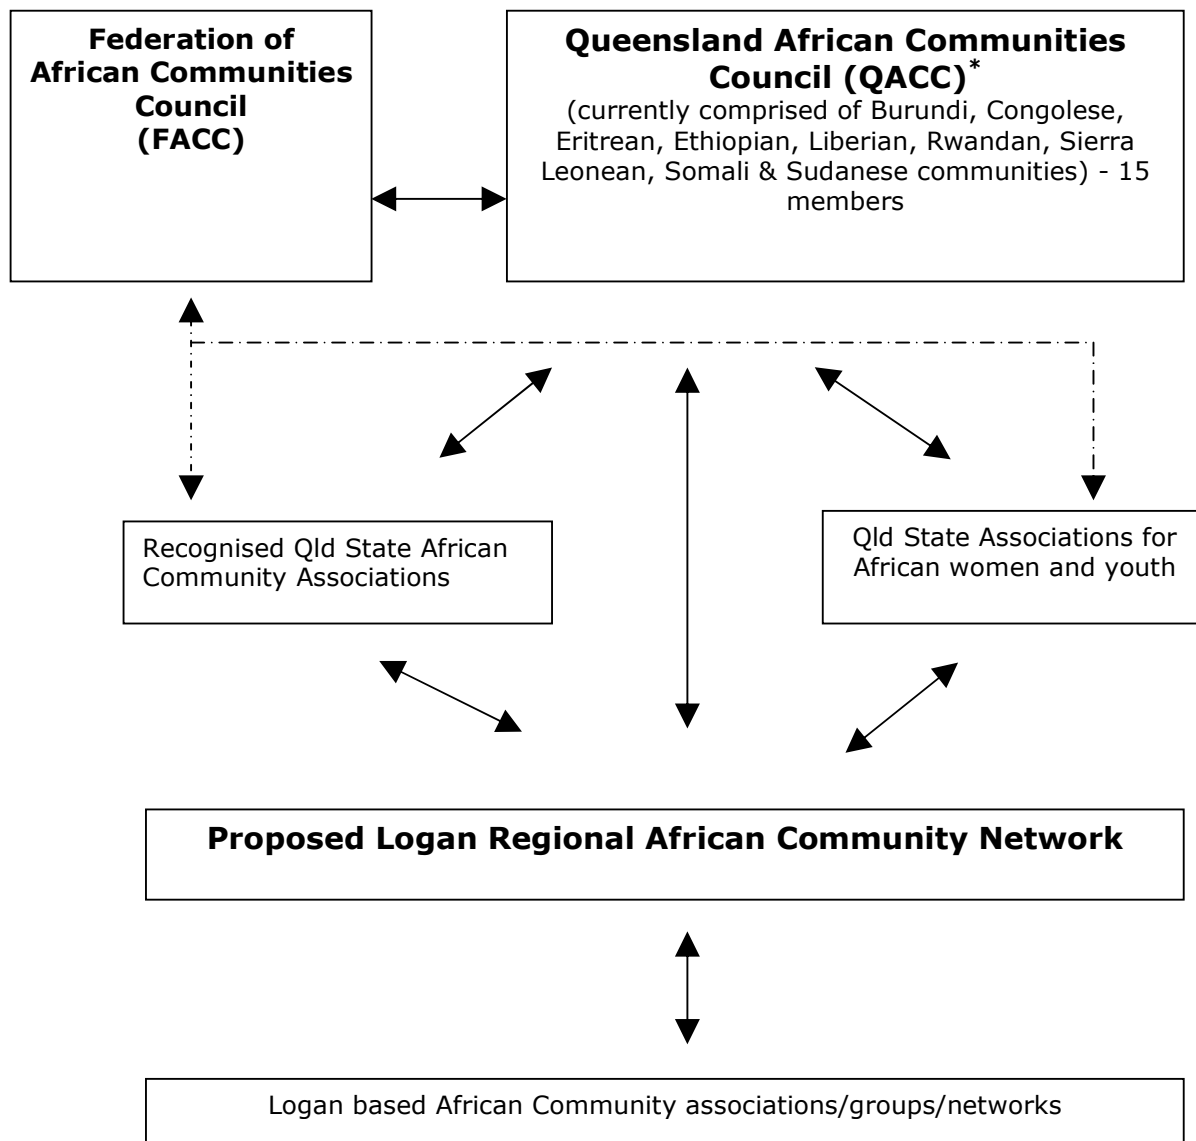 Federation of
African Communities
Council
(FACC)
Queensland African Communities
Council (QACC)*
(currently comprised of Burundi, Congolese,
Eritrean, Ethiopian, Liberian, Rwandan, Sierra
Leonean, Somali & Sudanese communities) - 15
members
Recognised Qld State African
Community Associations
Qld State Associations for
African women and youth
Proposed Logan Regional African Community Network
Logan based African Community associations/groups/networks